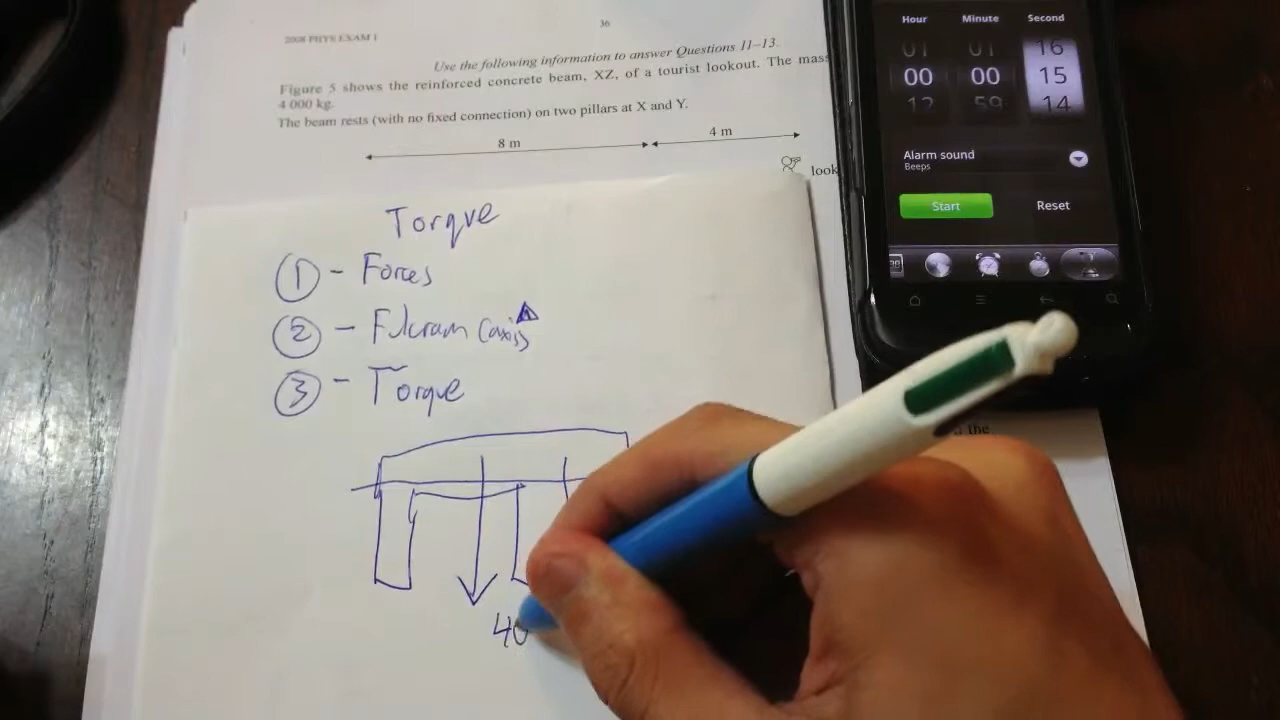 36
2008 PHYS EXAM 1
Use the following information to answer Questions 11–13.
Figure 5 shows the reinforced concrete beam, XZ, of a tourist lookout. The mass
4 000 kg.
The beam rests (with no fixed connection) on two pillars at X and Y.
8 m
4 m
look
Torque
1 - Forces
2 - Fulcram (axis)
3 - Torque
40
the
Hour Minute Second
01 01 16
00 00 15
12 59 14
Alarm sound
Beeps
Start Reset